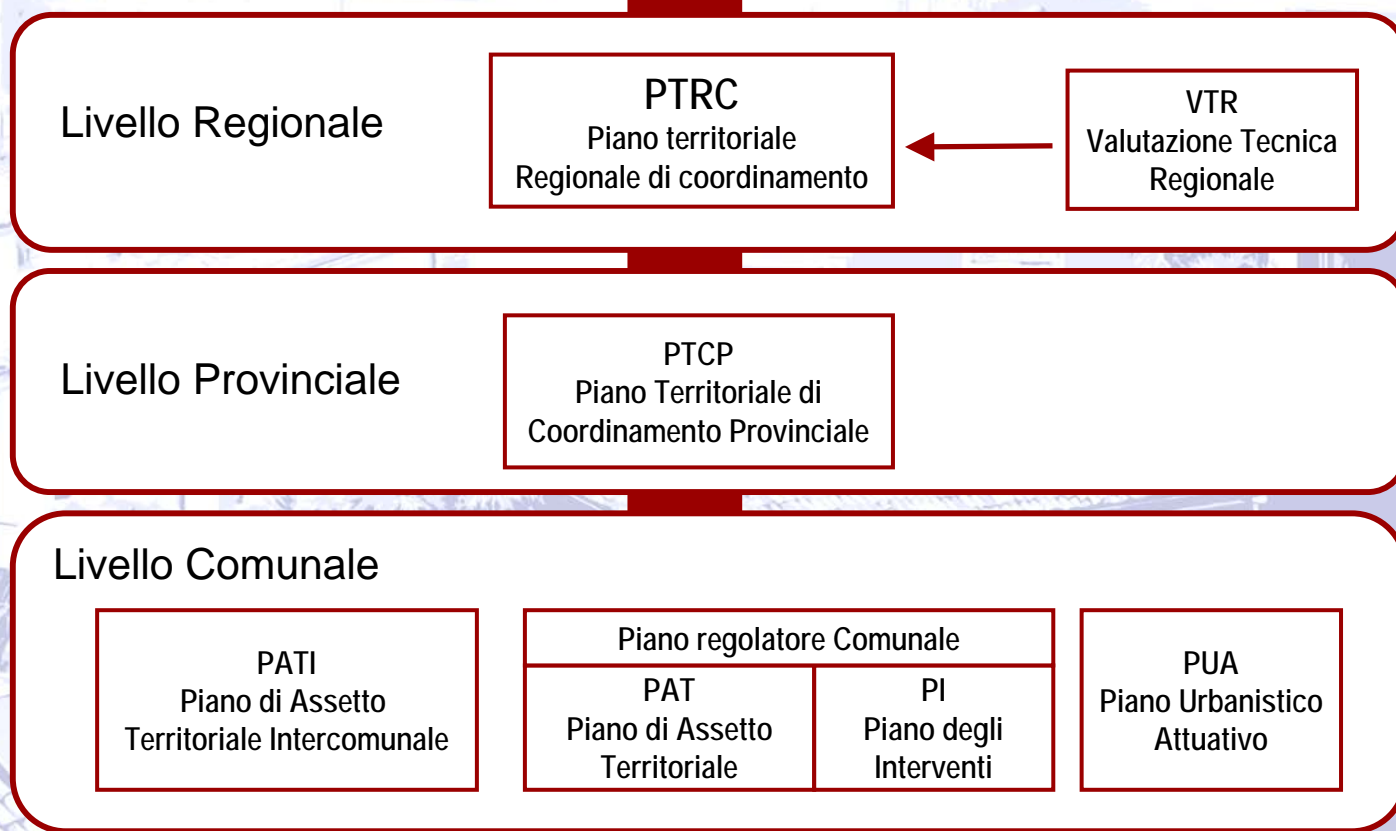 Livello Regionale
PTRC
Piano territoriale
Regionale di coordinamento
VTR
Valutazione Tecnica
Regionale
Livello Provinciale
PTCP
Piano Territoriale di
Coordinamento Provinciale
Livello Comunale
PATI
Piano di Assetto
Territoriale Intercomunale
Piano regolatore Comunale
PAT
Piano di Assetto
Territoriale
PI
Piano degli
Interventi
PUA
Piano Urbanistico
Attuativo